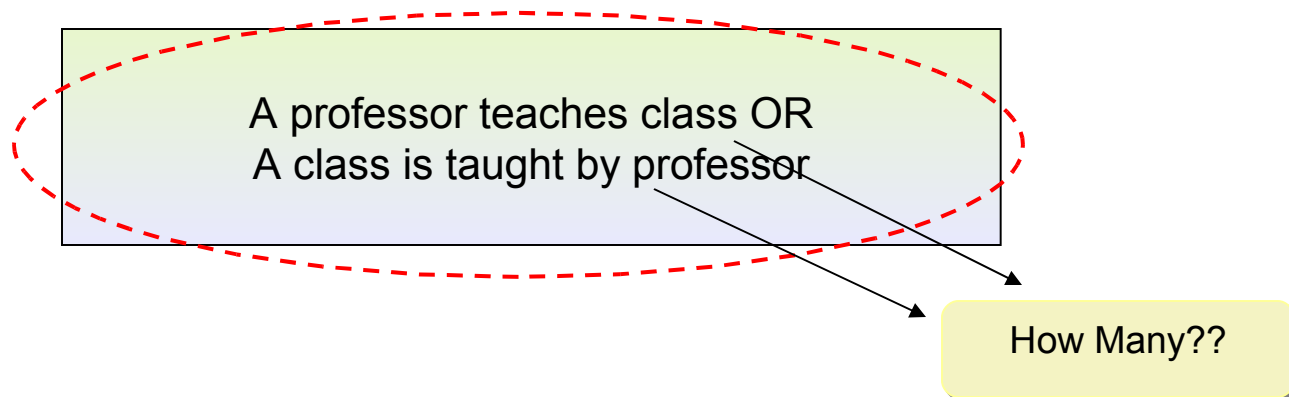 A professor teaches class OR
A class is taught by professor
How Many??